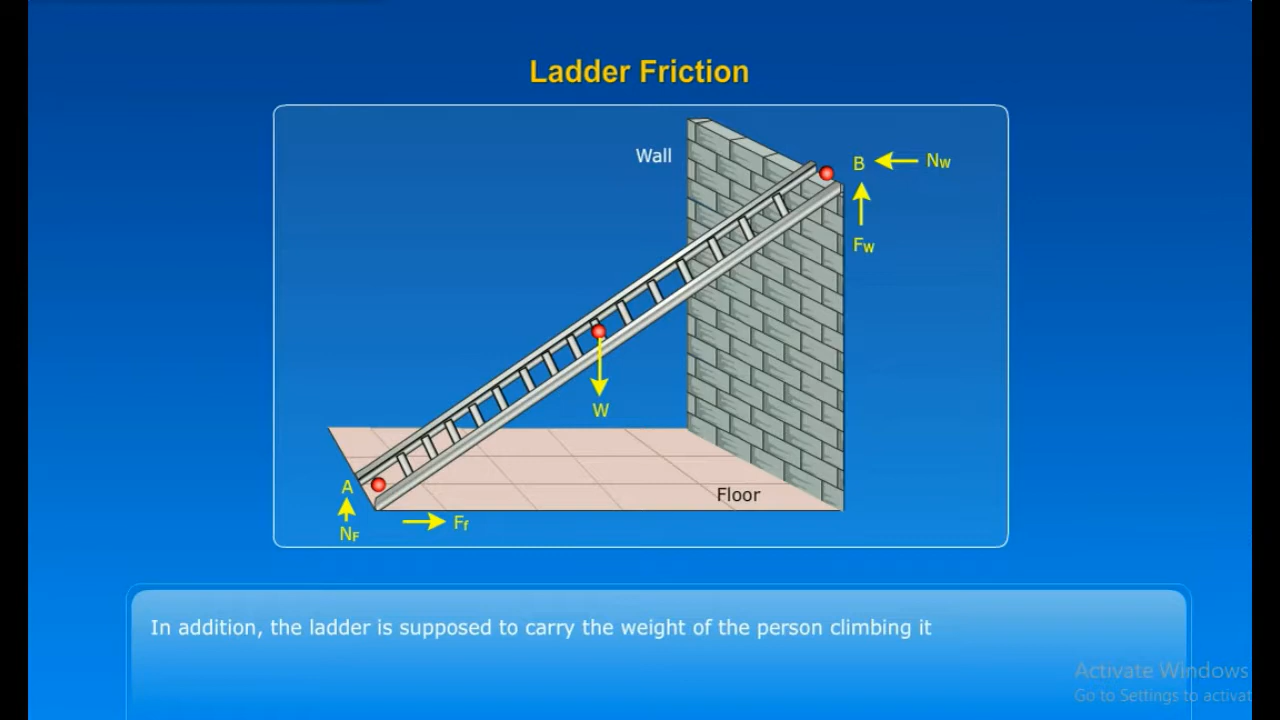 Ladder Friction
Wall
B
Nw
Fw
W
A
NF
Ff
Floor
In addition, the ladder is supposed to carry the weight of the person climbing it
Activate Windows
Go to Settings to activat